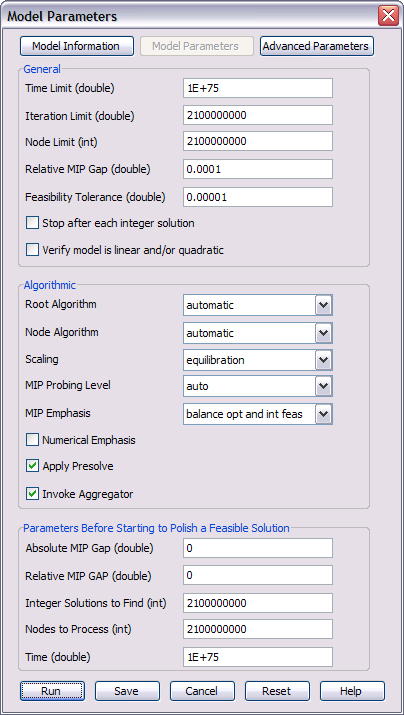 Model Parameters
Model Information Model Parameters Advanced Parameters
General
Time Limit (double) 1E+75
Iteration Limit (double) 2100000000
Node Limit (int) 2100000000
Relative MIP Gap (double) 0.0001
Feasibility Tolerance (double) 0.00001
Stop after each integer solution
Verify model is linear and/or quadratic
Algorithmic
Root Algorithm automatic
Node Algorithm automatic
Scaling equilibration
MIP Probing Level auto
MIP Emphasis balance opt and int feas
Numerical Emphasis
Apply Presolve
Invoke Aggregator
Parameters Before Starting to Polish a Feasible Solution
Absolute MIP Gap (double) 0
Relative MIP GAP (double) 0
Integer Solutions to Find (int) 2100000000
Nodes to Process (int) 2100000000
Time (double) 1E+75
Run Save Cancel Reset Help